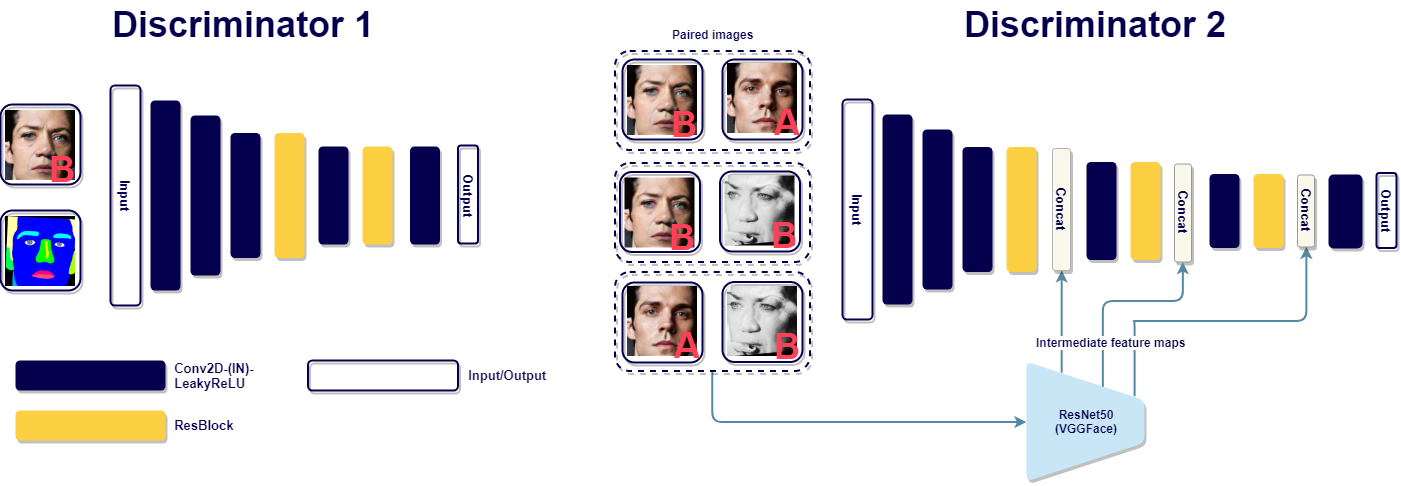 Discriminator 1
Discriminator 2
Paired images
B
Input
Output
B
A
B
B
A
B
Input
Concat
Concat
Concat
Output
Intermediate feature maps
ResNet50
(VGGFace)
Conv2D-(IN)-
LeakyReLU
Input/Output
ResBlock